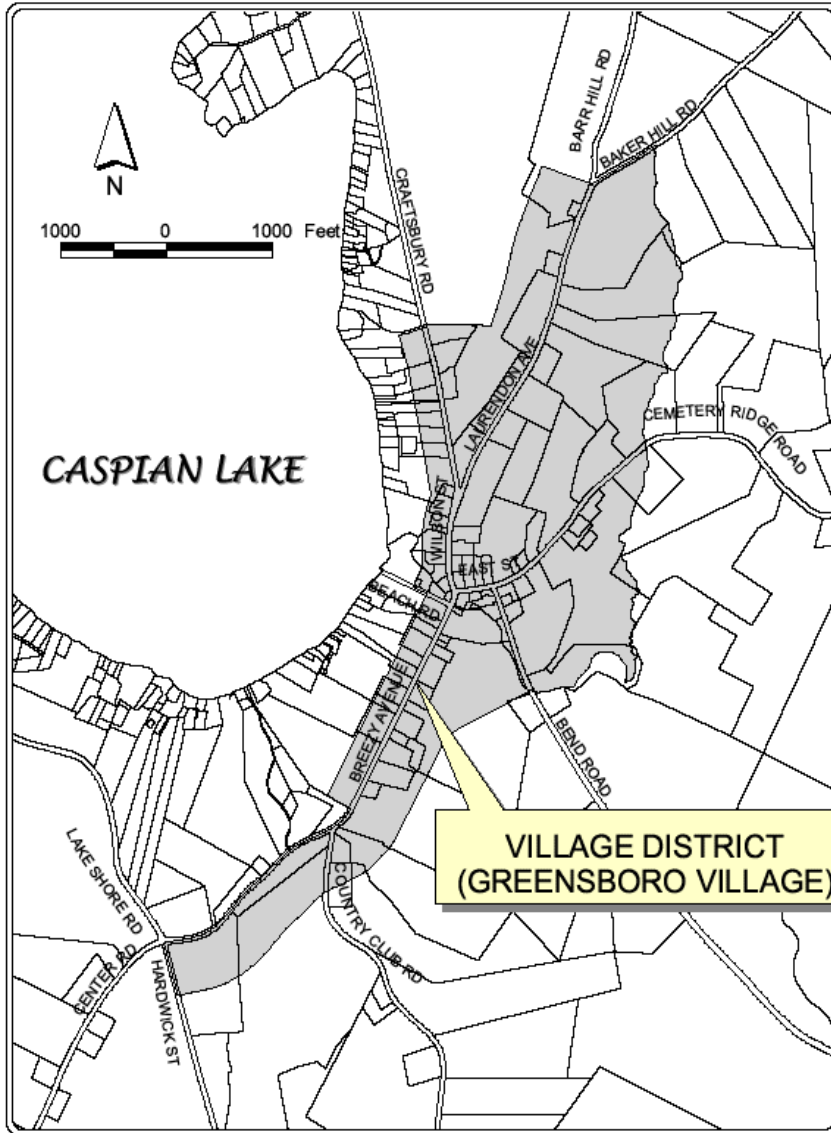 BARR HILL RD
BAKER HILL RD
N
CRAFTSBURY RD
1000 0 1000 Feet
LAURENDON AVE
CEMETERY RIDGE ROAD
CASPIAN LAKE
WILSON ST
EAST ST
BEACH RD
BREEZY AVENUE
BEND ROAD
VILLAGE DISTRICT
(GREENSBORO VILLAGE)
LAKE SHORE RD
COUNTRY CLUB RD
CENTER RD
HARDWICK ST